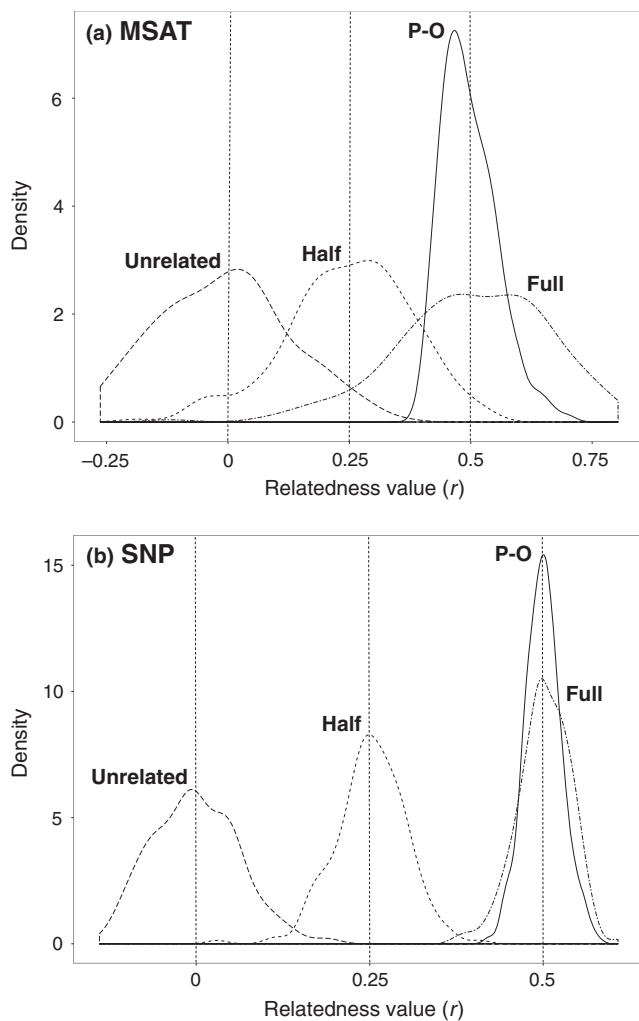 (a) MSAT
P-O
Unrelated
Half
Full
Density
6
4
2
0
–0.25
0
0.25
0.5
0.75
Relatedness value (r)
(b) SNP
P-O
Full
Half
Unrelated
Density
15
10
5
0
0
0.25
0.5
Relatedness value (r)